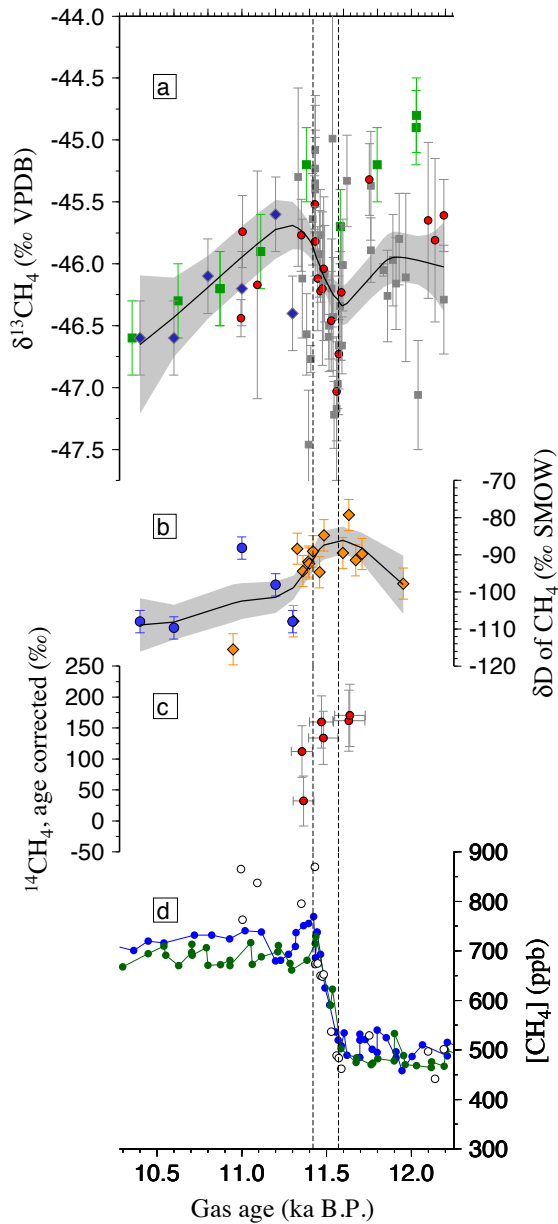 -44.0
-44.5
a
-45.0
-45.5
-46.0
-46.5
-47.0
-47.5
δ¹³CH₄ (‰ VPDB)
-70
-80
-90
-100
-110
-120
b
δD of CH₄ (‰ SMOW)
250
200
150
100
50
0
-50
c
¹⁴CH₄, age corrected (‰)
900
800
700
600
500
400
300
d
[CH₄] (ppb)
10.5 11.0 11.5 12.0
Gas age (ka B.P.)